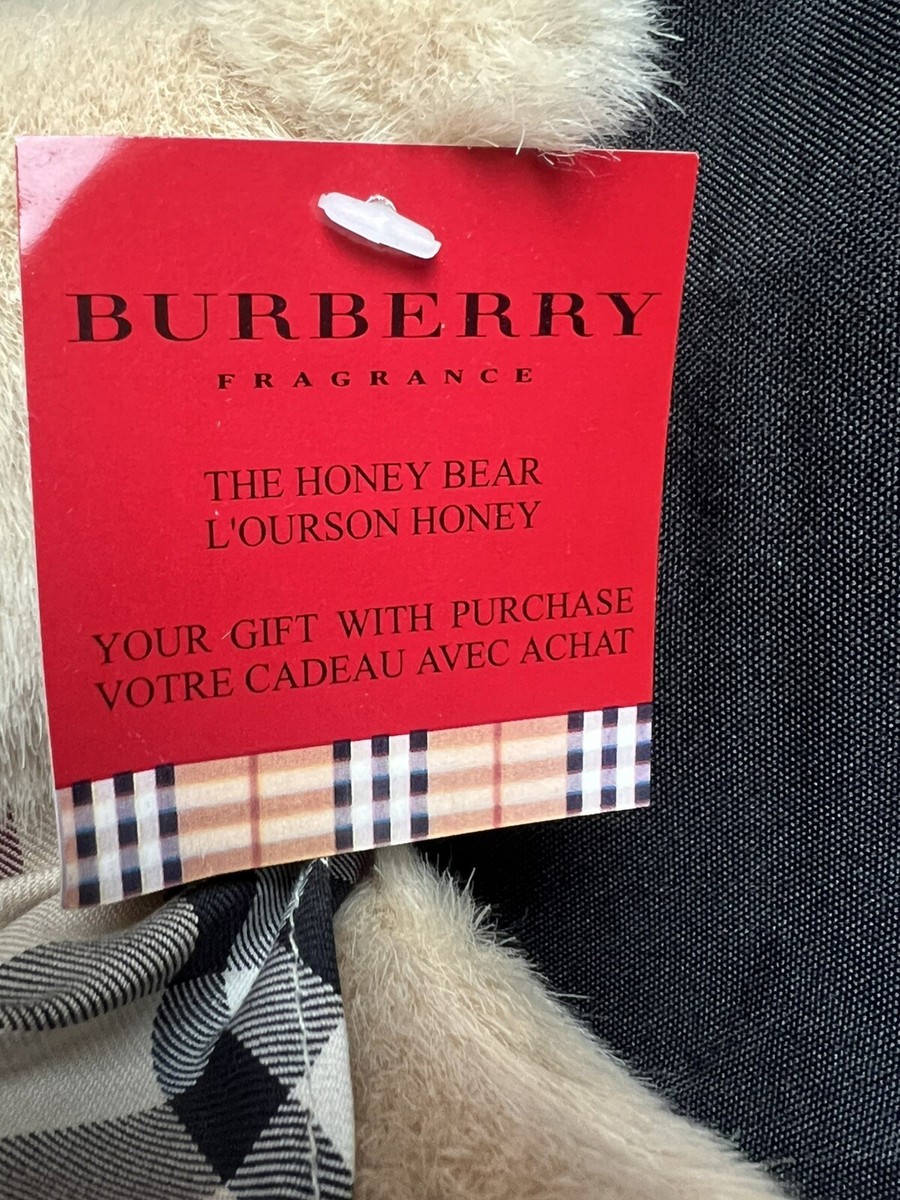 BURBERRY
FRAGRANCE
THE HONEY BEAR
L'OURSON HONEY
YOUR GIFT WITH PURCHASE
VOTRE CADEAU AVEC ACHAT